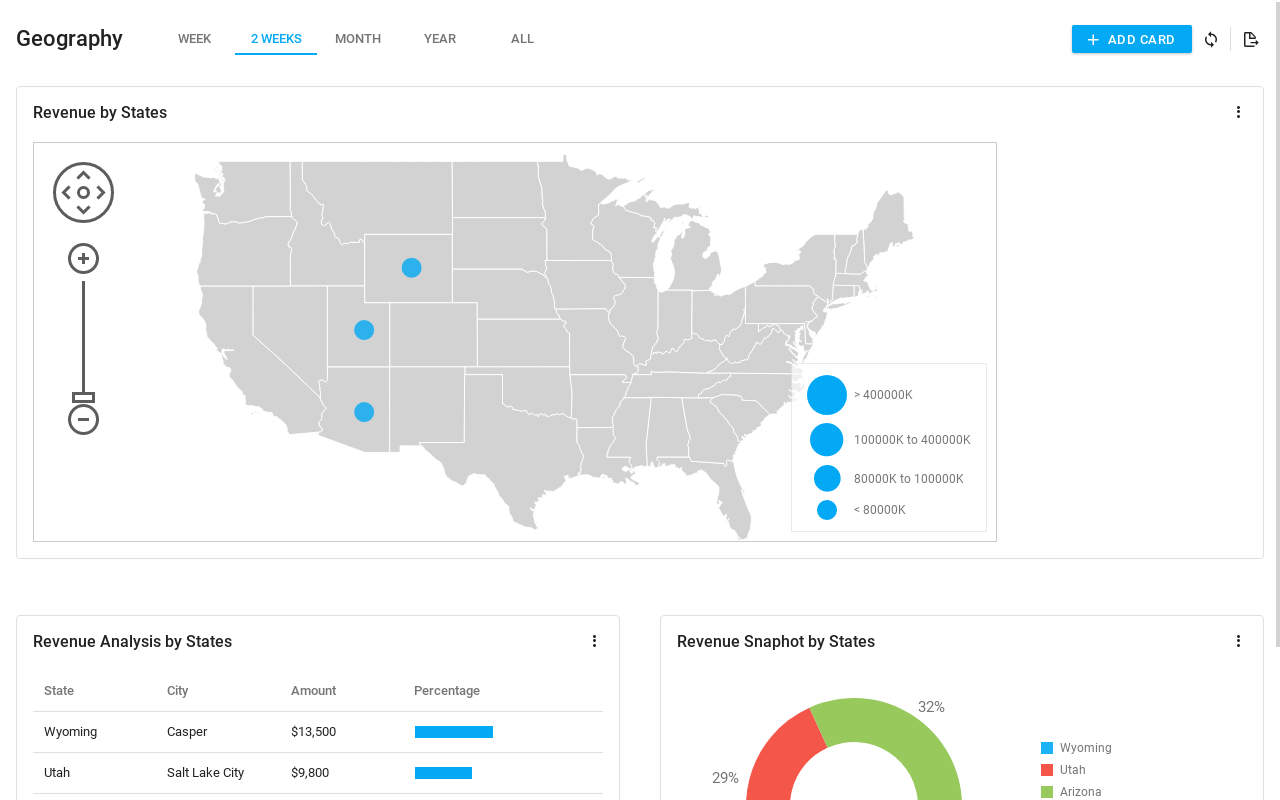 Geography
WEEK
2 WEEKS
MONTH
YEAR
ALL
ADD CARD
Revenue by States
> 400000K
100000K to 400000K
80000K to 100000K
< 80000K
Revenue Analysis by States
State City Amount Percentage
Wyoming Casper $13,500
Utah Salt Lake City $9,800
Revenue Snaphot by States
32%
29%
Wyoming
Utah
Arizona